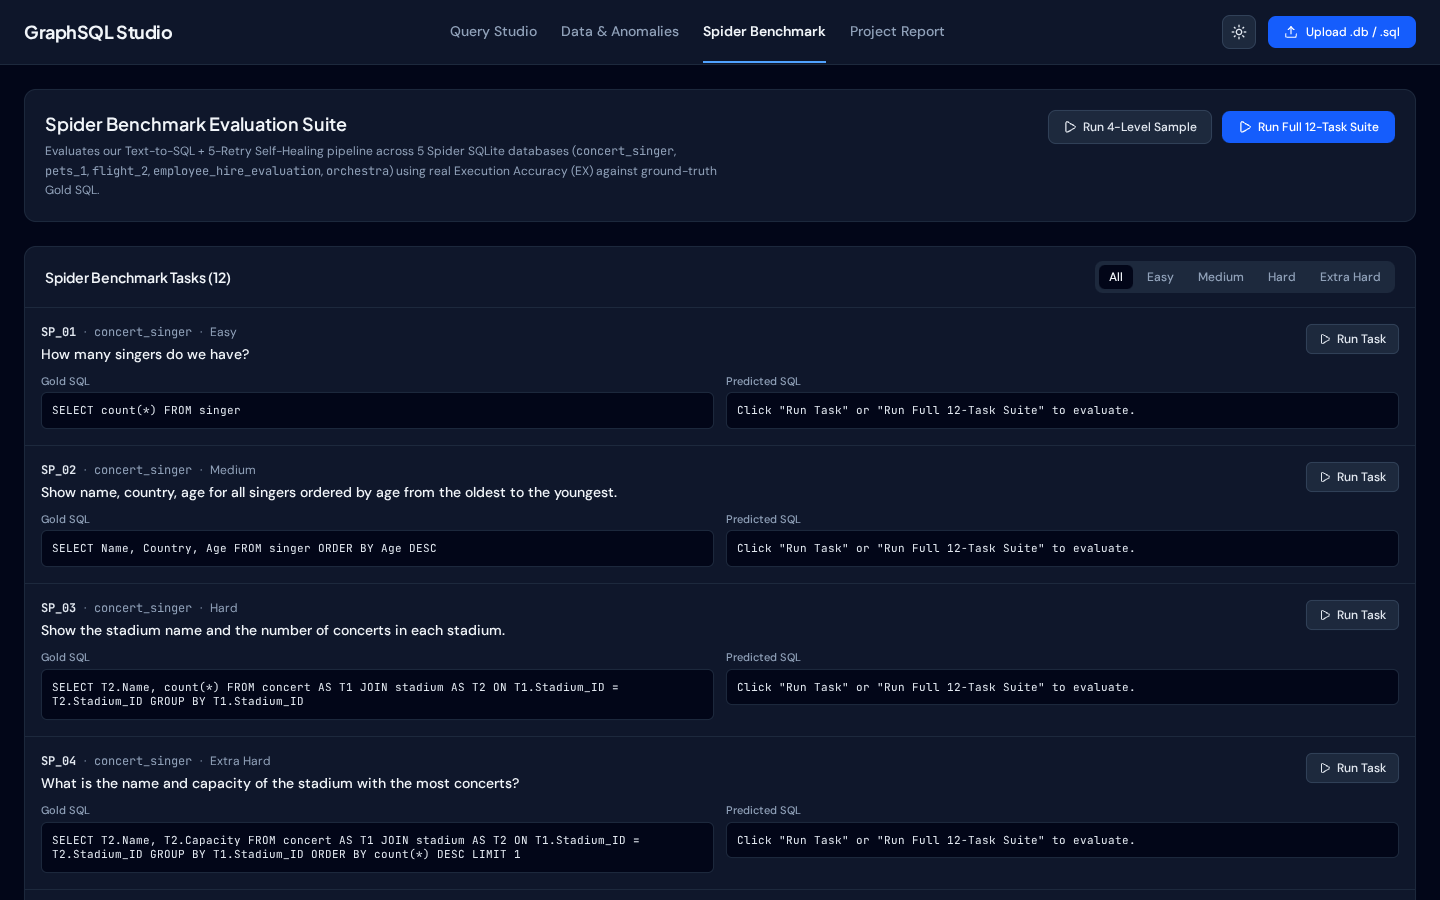 GraphSQL Studio
Query Studio
Data & Anomalies
Spider Benchmark
Project Report
Upload .db / .sql
Spider Benchmark Evaluation Suite
Evaluates our Text-to-SQL + 5-Retry Self-Healing pipeline across 5 Spider SQLite databases (concert_singer,
pets_1, flight_2, employee_hire_evaluation, orchestra) using real Execution Accuracy (EX) against ground-truth
Gold SQL.
Run 4-Level Sample
Run Full 12-Task Suite
Spider Benchmark Tasks (12)
All
Easy
Medium
Hard
Extra Hard
SP_01 · concert_singer · Easy
How many singers do we have?
Run Task
Gold SQL
SELECT count(*) FROM singer
Predicted SQL
Click "Run Task" or "Run Full 12-Task Suite" to evaluate.
SP_02 · concert_singer · Medium
Show name, country, age for all singers ordered by age from the oldest to the youngest.
Run Task
Gold SQL
SELECT Name, Country, Age FROM singer ORDER BY Age DESC
Predicted SQL
Click "Run Task" or "Run Full 12-Task Suite" to evaluate.
SP_03 · concert_singer · Hard
Show the stadium name and the number of concerts in each stadium.
Run Task
Gold SQL
SELECT T2.Name, count(*) FROM concert AS T1 JOIN stadium AS T2 ON T1.Stadium_ID =
T2.Stadium_ID GROUP BY T1.Stadium_ID
Predicted SQL
Click "Run Task" or "Run Full 12-Task Suite" to evaluate.
SP_04 · concert_singer · Extra Hard
What is the name and capacity of the stadium with the most concerts?
Run Task
Gold SQL
SELECT T2.Name, T2.Capacity FROM concert AS T1 JOIN stadium AS T2 ON T1.Stadium_ID =
T2.Stadium_ID GROUP BY T1.Stadium_ID ORDER BY count(*) DESC LIMIT 1
Predicted SQL
Click "Run Task" or "Run Full 12-Task Suite" to evaluate.